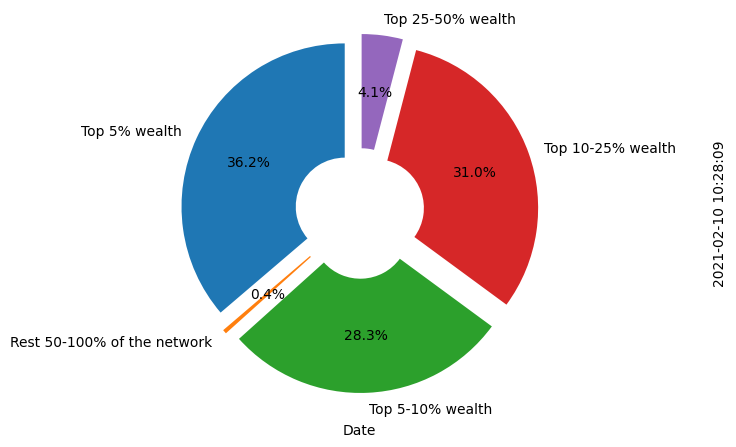 Top 25-50% wealth
4.1%
Top 5% wealth
36.2%
Top 10-25% wealth
31.0%
0.4%
Rest 50-100% of the network
28.3%
Top 5-10% wealth
Date
2021-02-10 10:28:09